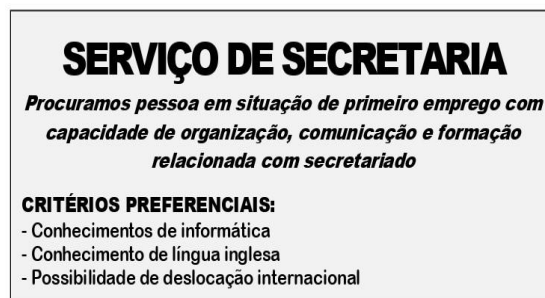 SERVIÇO DE SECRETARIA
Procuramos pessoa em situação de primeiro emprego com
capacidade de organização, comunicação e formação
relacionada com secretariado
CRITÉRIOS PREFERENCIAIS:
- Conhecimentos de informática
- Conhecimento de língua inglesa
- Possibilidade de deslocação internacional